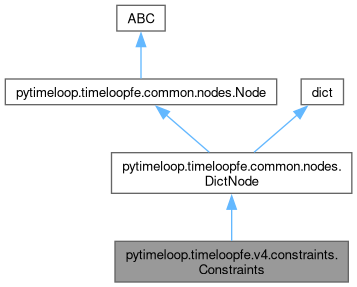 ABC
pytimeloop.timeloopfe.common.nodes.Node
dict
pytimeloop.timeloopfe.common.nodes.
DictNode
pytimeloop.timeloopfe.v4.constraints.
Constraints